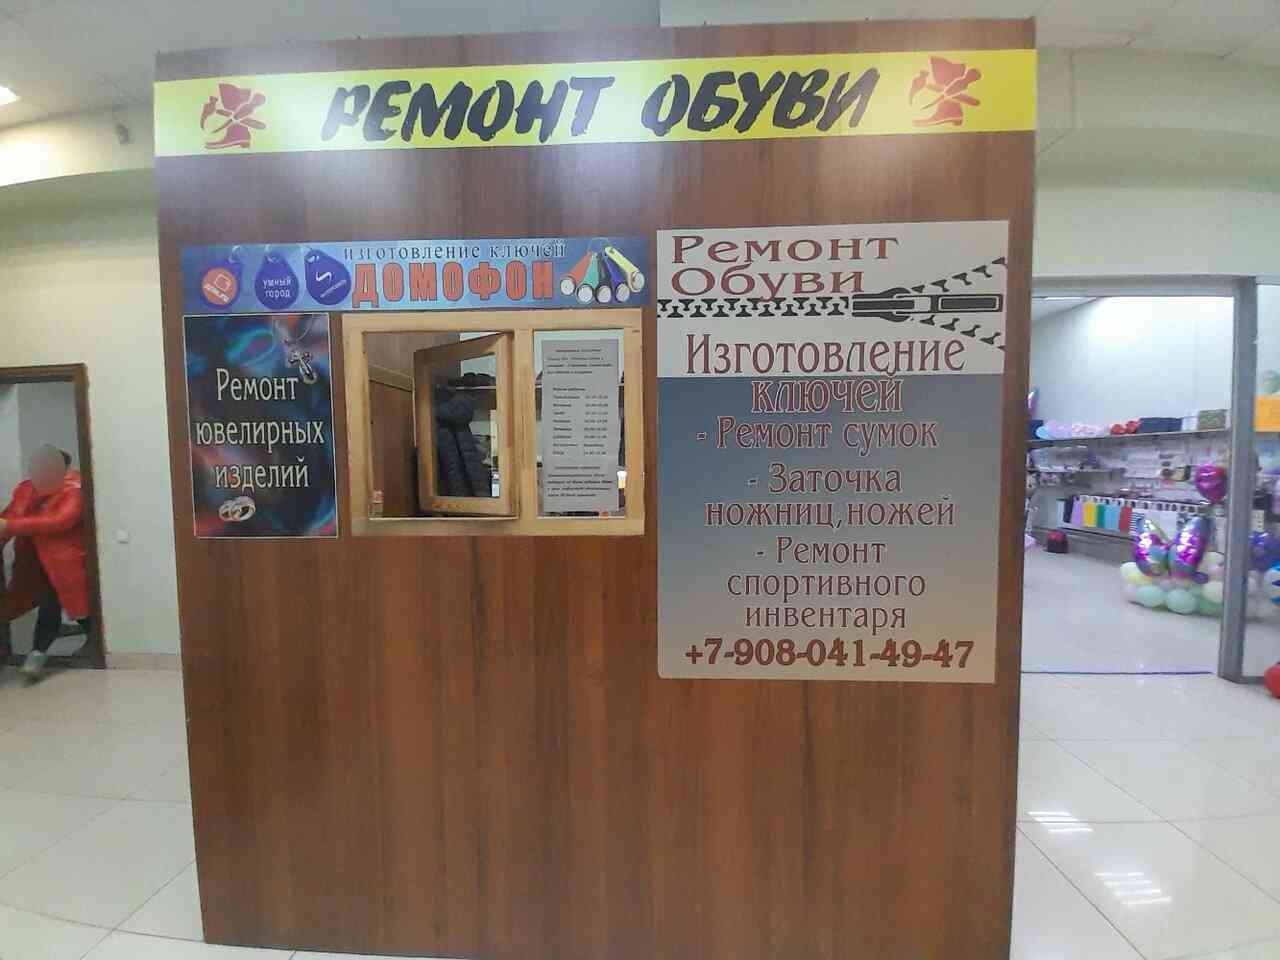 РЕМОНТ ОБУВИ
изготовление ключей
ДОМОФОН
умный
город
Ремонт
ювелирных
изделий
Ремонт
Обуви
Изготовление
ключей
- Ремонт сумок
- Заточка
ножниц,ножей
- Ремонт
спортивного
инвентаря
+7-908-041-49-47